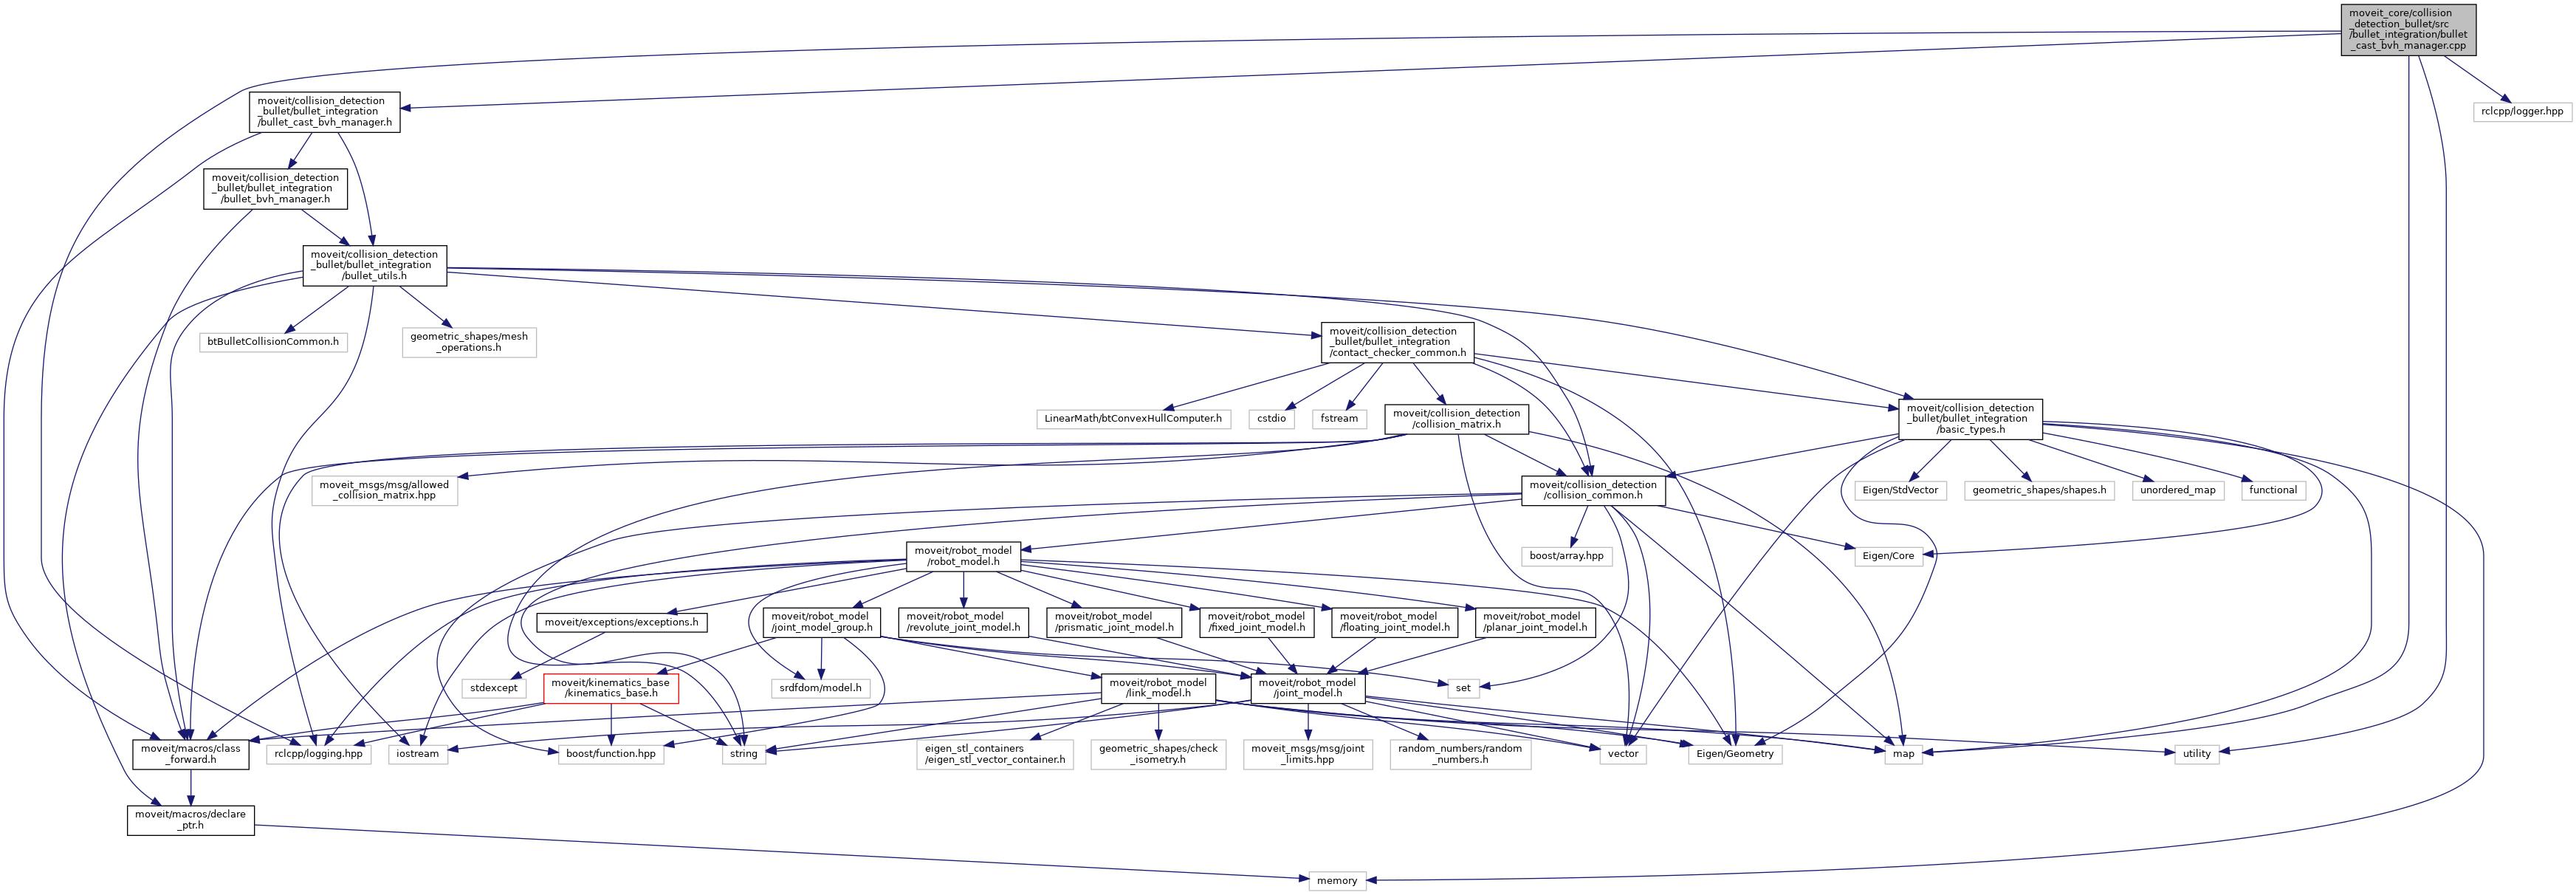 moveit_core/collision
_detection_bullet/src
/bullet_integration/bullet
_cast_bvh_manager.cpp
moveit/collision_detection
_bullet/bullet_integration
/bullet_cast_bvh_manager.h
rclcpp/logger.hpp
moveit/collision_detection
_bullet/bullet_integration
/bullet_bvh_manager.h
moveit/collision_detection
_bullet/bullet_integration
/bullet_utils.h
btBulletCollisionCommon.h
geometric_shapes/mesh
_operations.h
moveit/collision_detection
_bullet/bullet_integration
/contact_checker_common.h
LinearMath/btConvexHullComputer.h
cstdio
fstream
moveit/collision_detection
/collision_matrix.h
moveit/collision_detection
_bullet/bullet_integration
/basic_types.h
moveit_msgs/msg/allowed
_collision_matrix.hpp
moveit/collision_detection
/collision_common.h
Eigen/StdVector
geometric_shapes/shapes.h
unordered_map
functional
moveit/robot_model
/robot_model.h
boost/array.hpp
Eigen/Core
moveit/exceptions/exceptions.h
moveit/robot_model
/joint_model_group.h
moveit/robot_model
/revolute_joint_model.h
moveit/robot_model
/prismatic_joint_model.h
moveit/robot_model
/fixed_joint_model.h
moveit/robot_model
/floating_joint_model.h
moveit/robot_model
/planar_joint_model.h
stdexcept
moveit/kinematics_base
/kinematics_base.h
srdfdom/model.h
moveit/robot_model
/link_model.h
moveit/robot_model
/joint_model.h
set
moveit/macros/class
_forward.h
rclcpp/logging.hpp
iostream
boost/function.hpp
string
eigen_stl_containers
/eigen_stl_vector_container.h
geometric_shapes/check
_isometry.h
moveit_msgs/msg/joint
_limits.hpp
random_numbers/random
_numbers.h
vector
Eigen/Geometry
map
utility
moveit/macros/declare
_ptr.h
memory